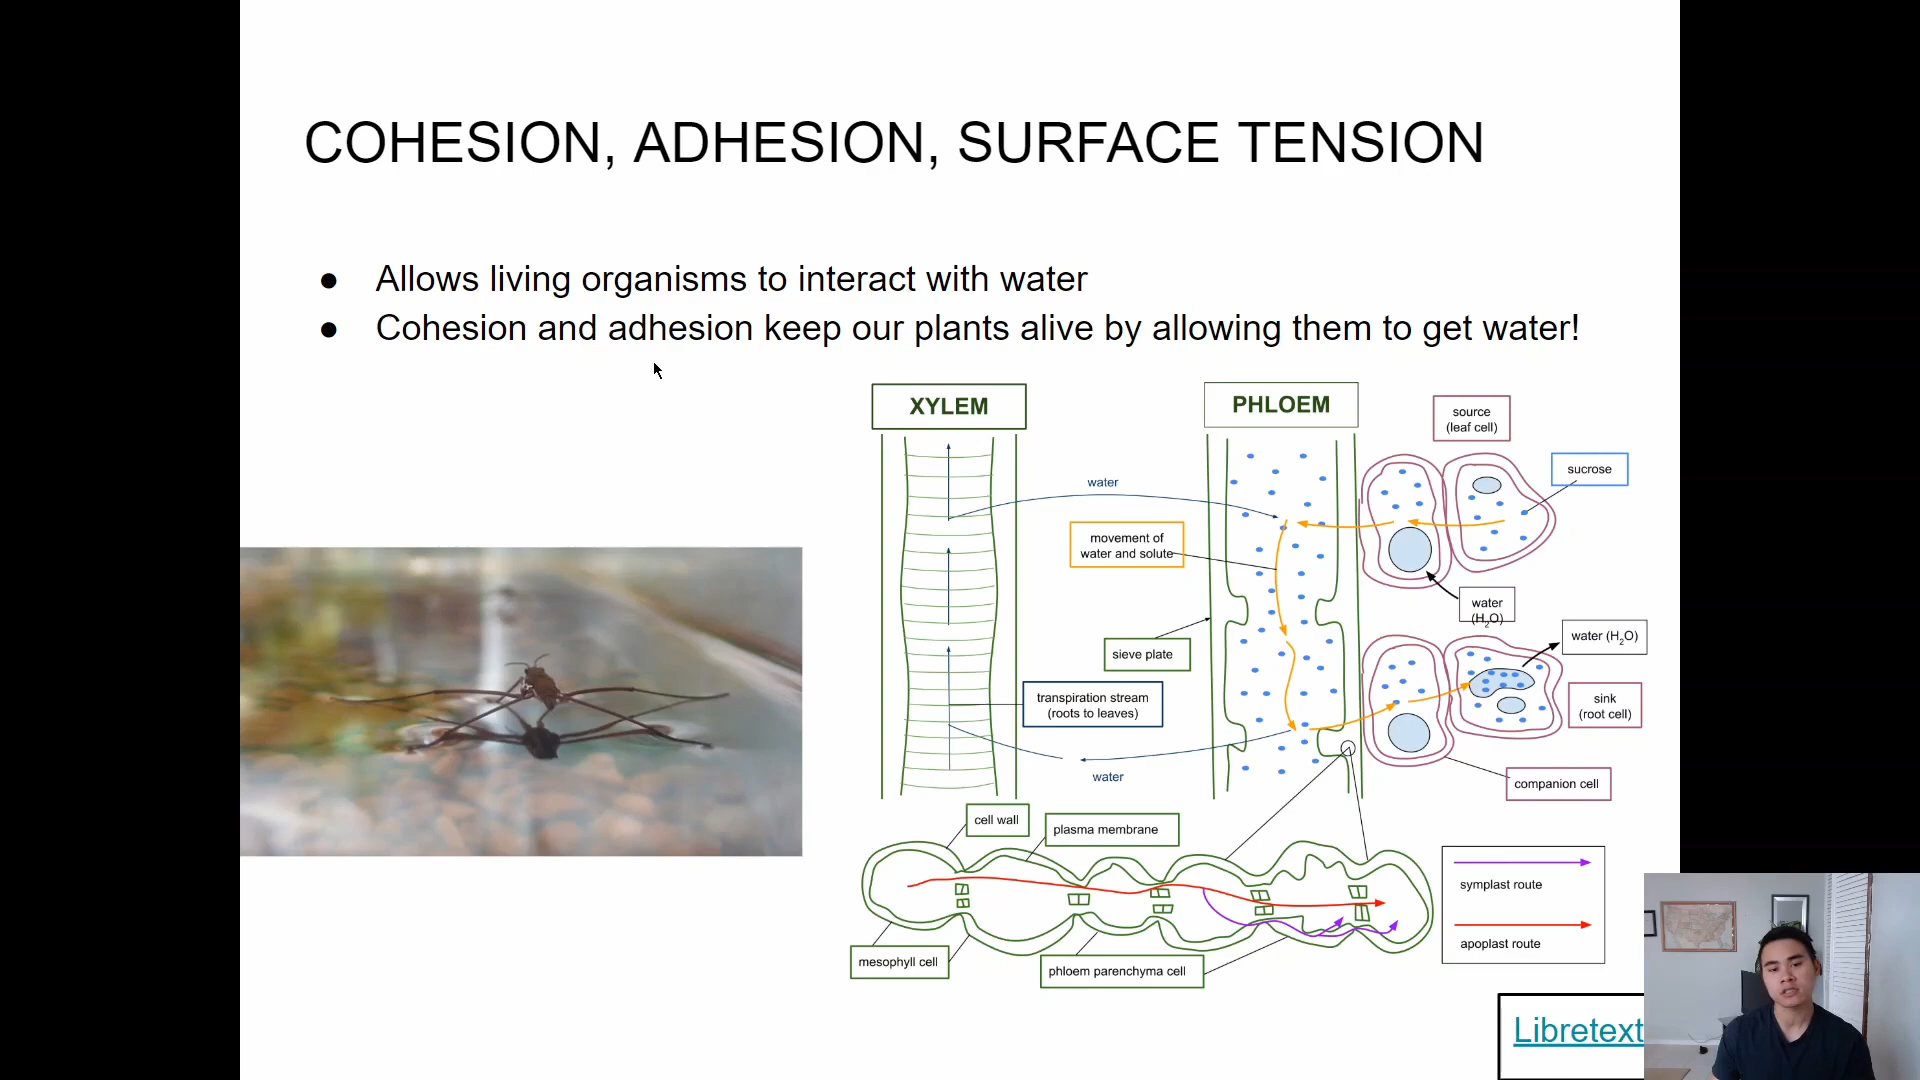 COHESION, ADHESION, SURFACE TENSION
● Allows living organisms to interact with water
● Cohesion and adhesion keep our plants alive by allowing them to get water!
XYLEM
PHLOEM
source
(leaf cell)
sucrose
water
movement of
water and solute
water
(H₂O)
water (H₂O)
sieve plate
transpiration stream
(roots to leaves)
sink
(root cell)
water
companion cell
cell wall
plasma membrane
symplast route
apoplast route
mesophyll cell
phloem parenchyma cell
Libretext